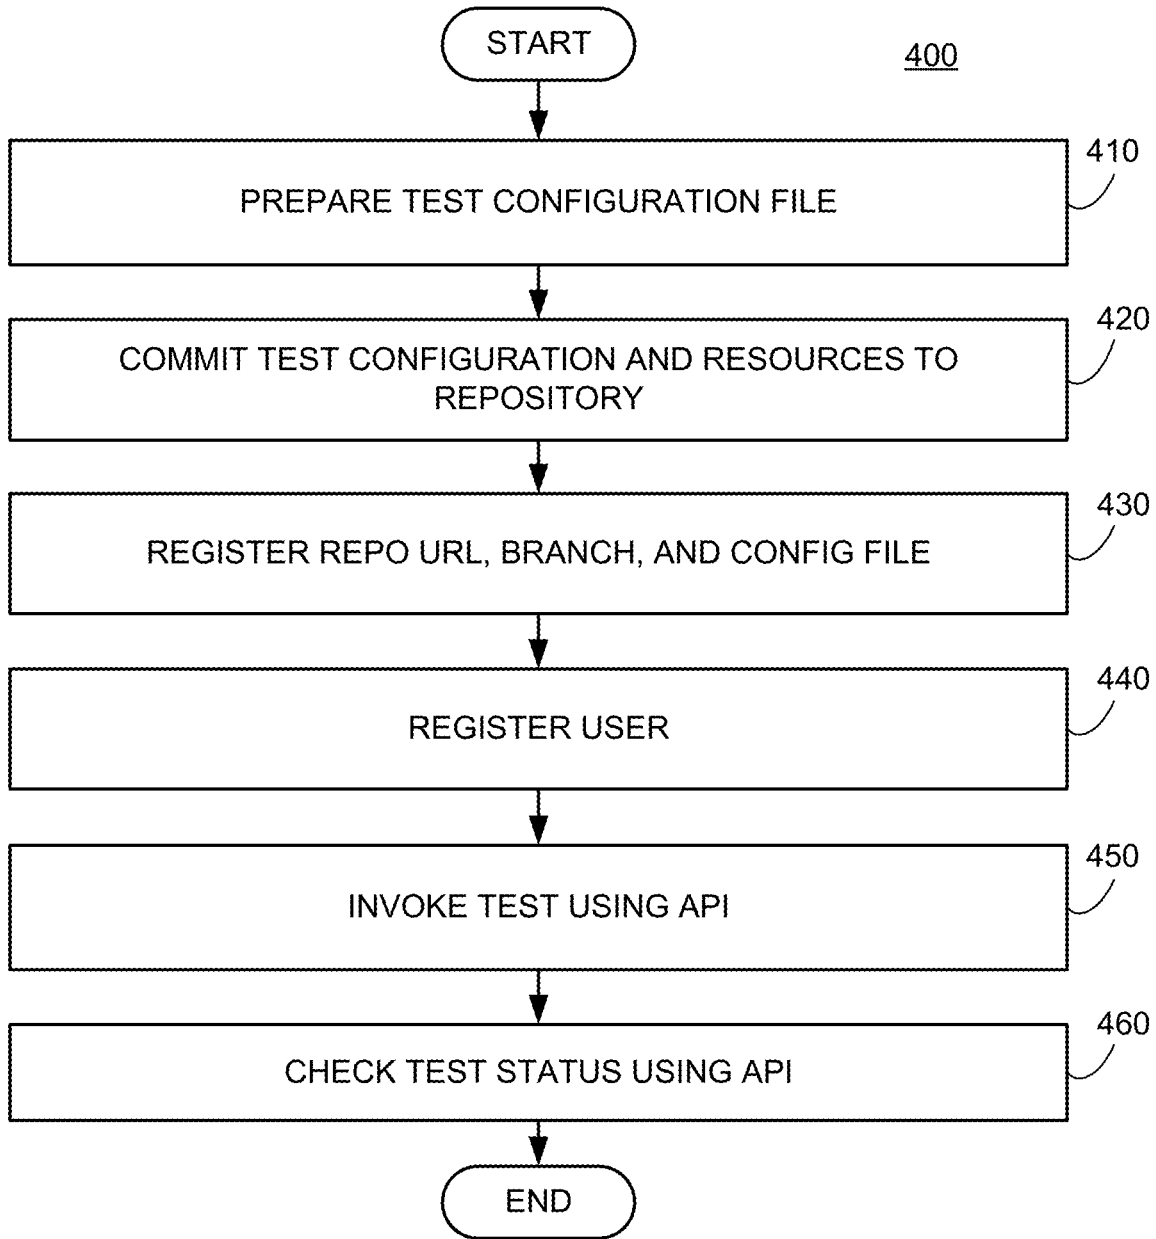 START
400
410
PREPARE TEST CONFIGURATION FILE
420
COMMIT TEST CONFIGURATION AND RESOURCES TO
REPOSITORY
430
REGISTER REPO URL, BRANCH, AND CONFIG FILE
440
REGISTER USER
450
INVOKE TEST USING API
460
CHECK TEST STATUS USING API
END